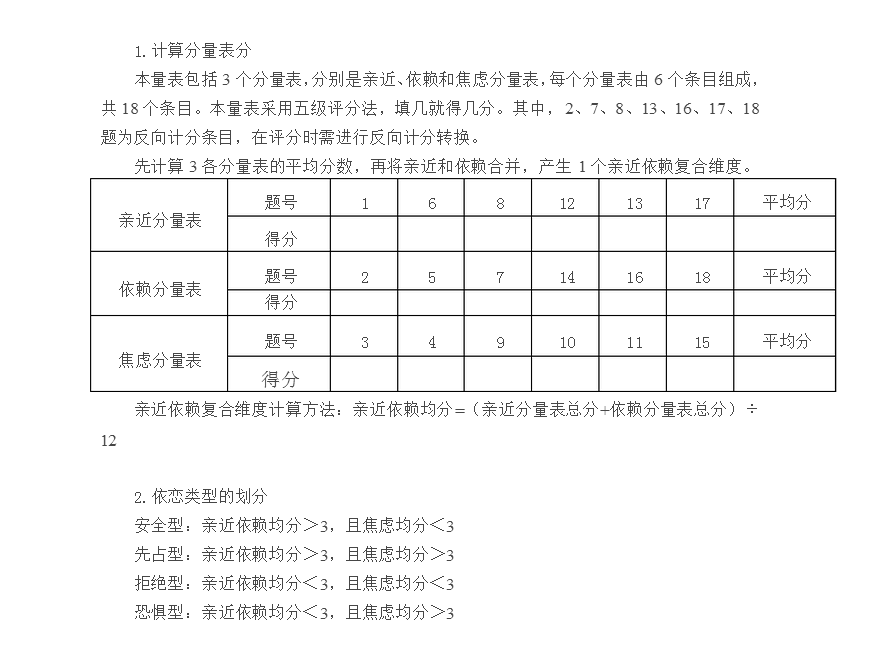 1. 计算分量表分
本量表包括 3 个分量表，分别是亲近、依赖和焦虑分量表，每个分量表由 6 个条目组成，
共 18 个条目。本量表采用五级评分法，填几就得几分。其中，2、7、8、13、16、17、18
题为反向计分条目，在评分时需进行反向计分转换。
先计算 3 各分量表的平均分数，再将亲近和依赖合并，产生 1 个亲近依赖复合维度。
亲近分量表 题号 1 6 8 12 13 17 平均分
得分
依赖分量表 题号 2 5 7 14 16 18 平均分
得分
焦虑分量表 题号 3 4 9 10 11 15 平均分
得分
亲近依赖复合维度计算方法：亲近依赖均分=（亲近分量表总分+依赖分量表总分）÷
12
2. 依恋类型的划分
安全型：亲近依赖均分＞3，且焦虑均分＜3
先占型：亲近依赖均分＞3，且焦虑均分＞3
拒绝型：亲近依赖均分＜3，且焦虑均分＜3
恐惧型：亲近依赖均分＜3，且焦虑均分＞3